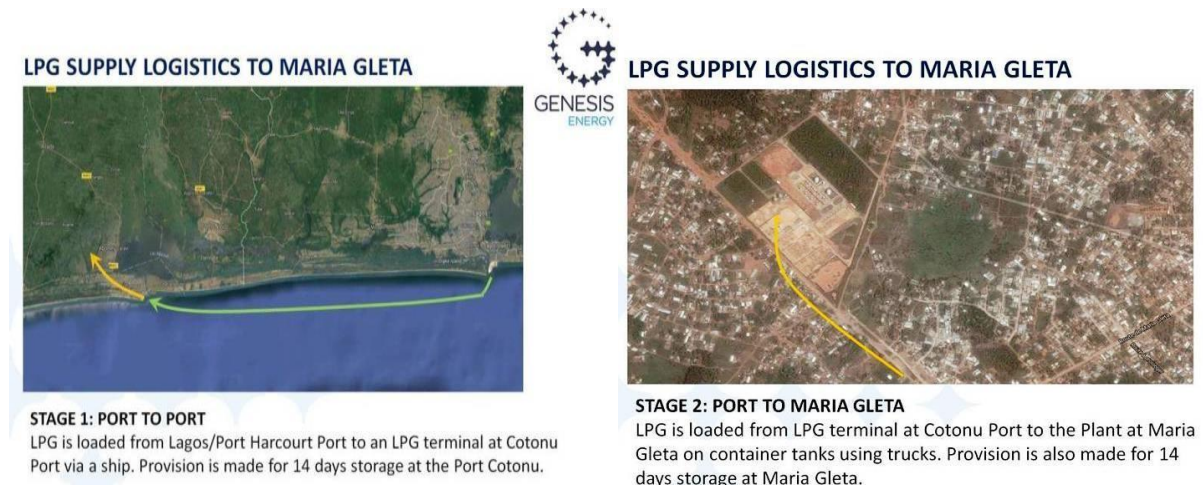 LPG SUPPLY LOGISTICS TO MARIA GLETA
STAGE 1: PORT TO PORT
LPG is loaded from Lagos/Port Harcourt Port to an LPG terminal at Cotonu
Port via a ship. Provision is made for 14 days storage at the Port Cotonu.
GENESIS
ENERGY
LPG SUPPLY LOGISTICS TO MARIA GLETA
STAGE 2: PORT TO MARIA GLETA
LPG is loaded from LPG terminal at Cotonu Port to the Plant at Maria
Gleta on container tanks using trucks. Provision is also made for 14
days storage at Maria Gleta.